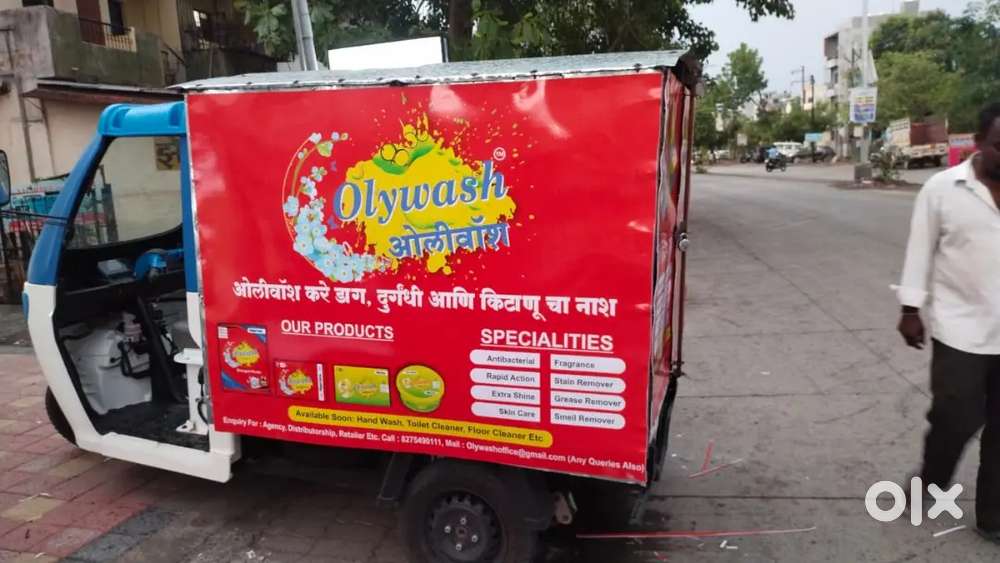 Olywash TM
ओलीवॉश
ओलीवॉश करे डाग, दुर्गंधी आणि किटाणू चा नाश
OUR PRODUCTS
SPECIALITIES
Antibacterial
Fragrance
Rapid Action
Stain Remover
Extra Shine
Grease Remover
Skin Care
Smell Remover
Available Soon: Hand Wash, Toilet Cleaner, Floor Cleaner Etc
Enquiry For : Agency, Distributorship, Retailer Etc. Call : 8275490111, Mail : Olywashoffice@gmail.com (Any Queries Also)
olx